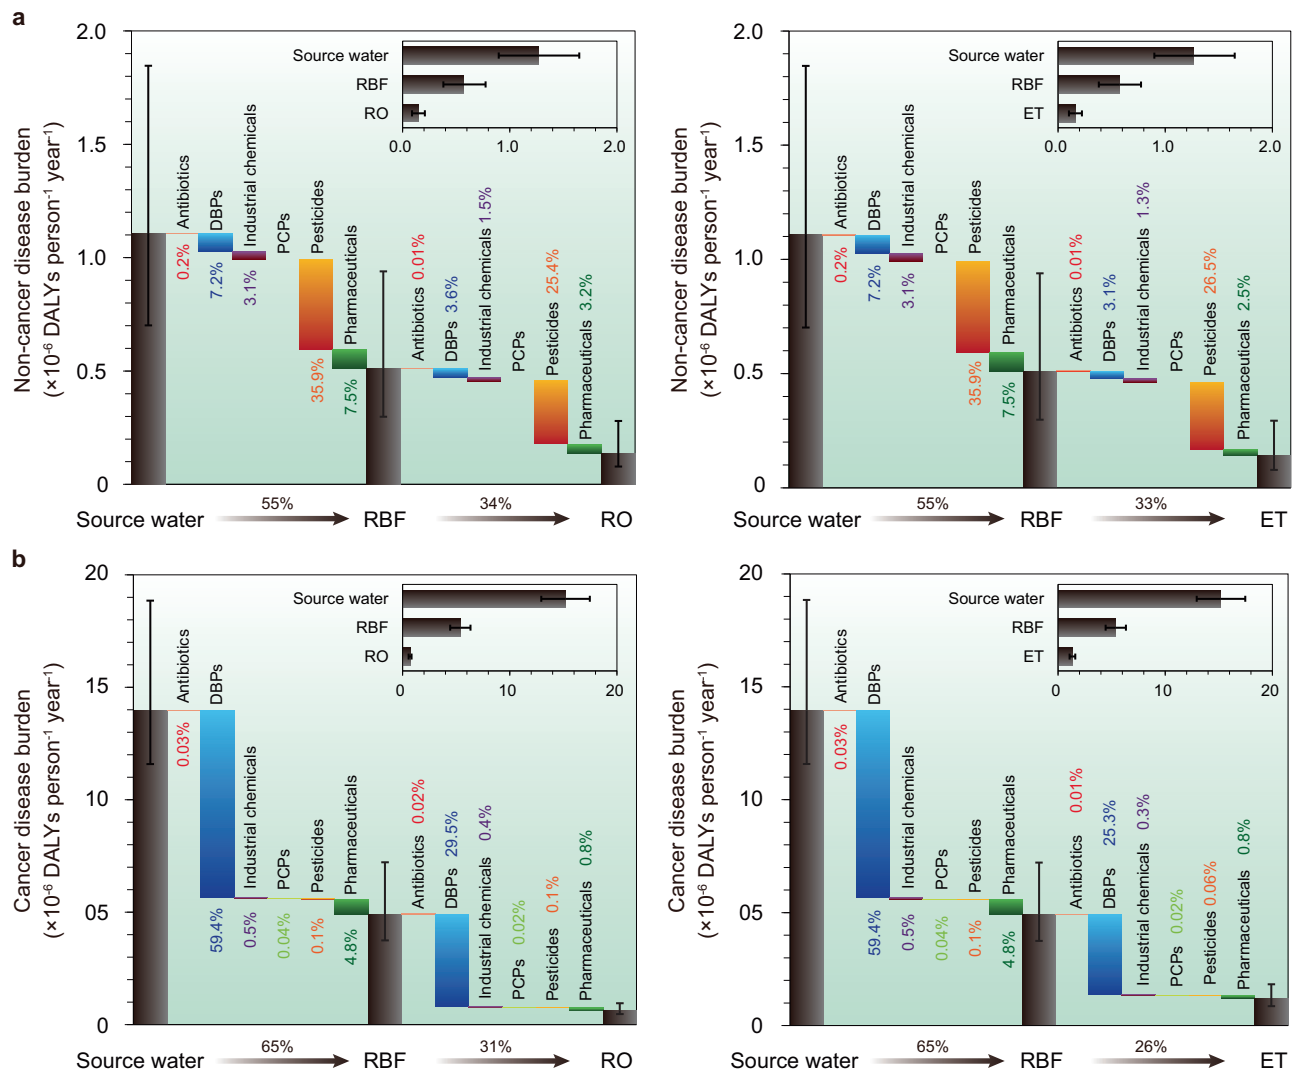 a
Non-cancer disease burden
(×10⁻⁶ DALYs person⁻¹ year⁻¹)
2.0
1.5
1.0
0.5
0
Source water
RBF
RO
0.0
1.0
2.0
Antibiotics
0.2%
DBPs
7.2%
Industrial chemicals
3.1%
PCPs
Pesticides
35.9%
Pharmaceuticals
7.5%
Antibiotics 0.01%
DBPs 3.6%
Industrial chemicals 1.5%
PCPs
Pesticides 25.4%
Pharmaceuticals 3.2%
Source water
55%
RBF
34%
RO
Non-cancer disease burden
(×10⁻⁶ DALYs person⁻¹ year⁻¹)
2.0
1.5
1.0
0.5
0
Source water
RBF
ET
0.0
1.0
2.0
Antibiotics
0.2%
DBPs
7.2%
Industrial chemicals
3.1%
PCPs
Pesticides
35.9%
Pharmaceuticals
7.5%
Antibiotics 0.01%
DBPs 3.1%
Industrial chemicals 1.3%
PCPs
Pesticides 26.5%
Pharmaceuticals 2.5%
Source water
55%
RBF
33%
ET
b
Cancer disease burden
(×10⁻⁶ DALYs person⁻¹ year⁻¹)
20
15
10
05
0
Source water
RBF
RO
0
10
20
Antibiotics
0.03%
DBPs
59.4%
Industrial chemicals
0.5%
PCPs
0.04%
Pesticides
0.1%
Pharmaceuticals
4.8%
Antibiotics 0.02%
DBPs 29.5%
Industrial chemicals 0.4%
PCPs 0.02%
Pesticides 0.1%
Pharmaceuticals 0.8%
Source water
65%
RBF
31%
RO
Cancer disease burden
(×10⁻⁶ DALYs person⁻¹ year⁻¹)
20
15
10
05
0
Source water
RBF
ET
0
10
20
Antibiotics
0.03%
DBPs
59.4%
Industrial chemicals
0.5%
PCPs
0.04%
Pesticides
0.1%
Pharmaceuticals
4.8%
Antibiotics 0.01%
DBPs 25.3%
Industrial chemicals 0.3%
PCPs 0.02%
Pesticides 0.06%
Pharmaceuticals 0.8%
Source water
65%
RBF
26%
ET